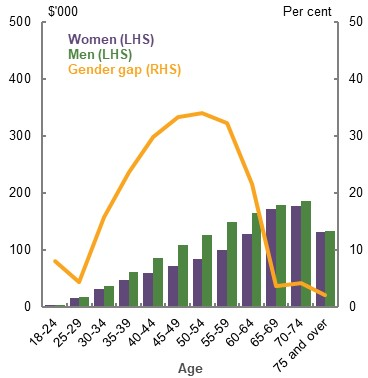 $'000 Per cent
Women (LHS)
Men (LHS)
Gender gap (RHS)
500 50
400 40
300 30
200 20
100 10
0 0
18-24 25-29 30-34 35-39 40-44 45-49 50-54 55-59 60-64 65-69 70-74 75 and over
Age